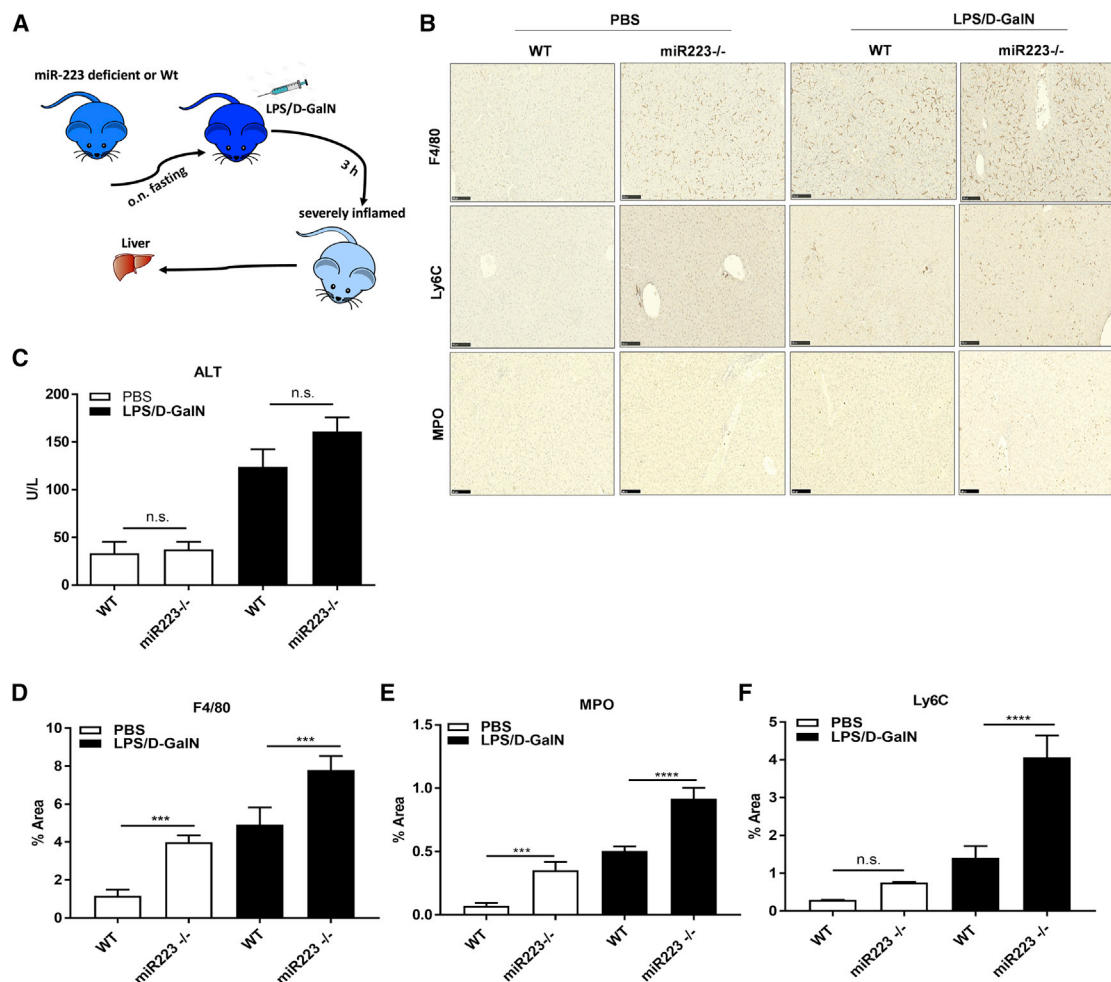 A
miR-223 deficient or Wt
LPS/D-GalN
o.n. fasting
3 h
severely inflamed
Liver
B
PBS
LPS/D-GalN
WT
miR223-/-
WT
miR223-/-
F4/80
Ly6C
MPO
C
ALT
PBS
LPS/D-GalN
n.s.
n.s.
U/L
200
150
100
50
0
WT
miR223-/-
WT
miR223-/-
D
F4/80
PBS
LPS/D-GalN
***
***
% Area
10
8
6
4
2
0
WT
miR223 -/-
WT
miR223 -/-
E
MPO
PBS
LPS/D-GalN
***
****
% Area
1.5
1.0
0.5
0.0
WT
miR223 -/-
WT
miR223 -/-
F
Ly6C
PBS
LPS/D-GalN
n.s.
****
% Area
5
4
3
2
1
0
WT
miR223 -/-
WT
miR223 -/-